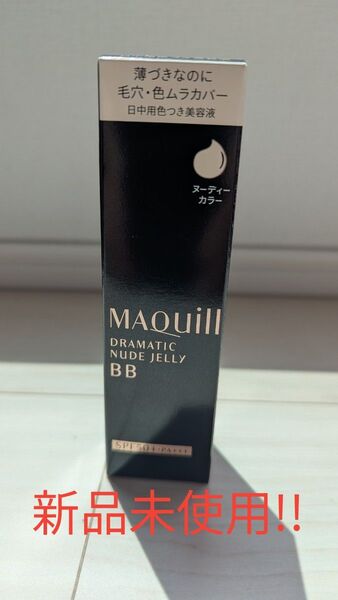 薄づきなのに
毛穴・色ムラカバー
日中用色つき美容液
ヌーディー
カラー
MAQuill
DRAMATIC
NUDE JELLY
BB
SPF50+ PA+++
新品未使用!!